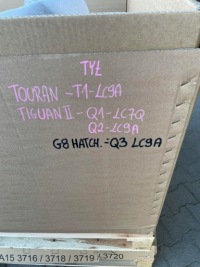 TYŁ
TOURAN - T1 - LC9A
TIGUAN II - Q1 - LC7Q
Q2 - LC9A
G8 HATCH. - Q3 LC9A
A15 3716 / 3718 / 3719 / 3720